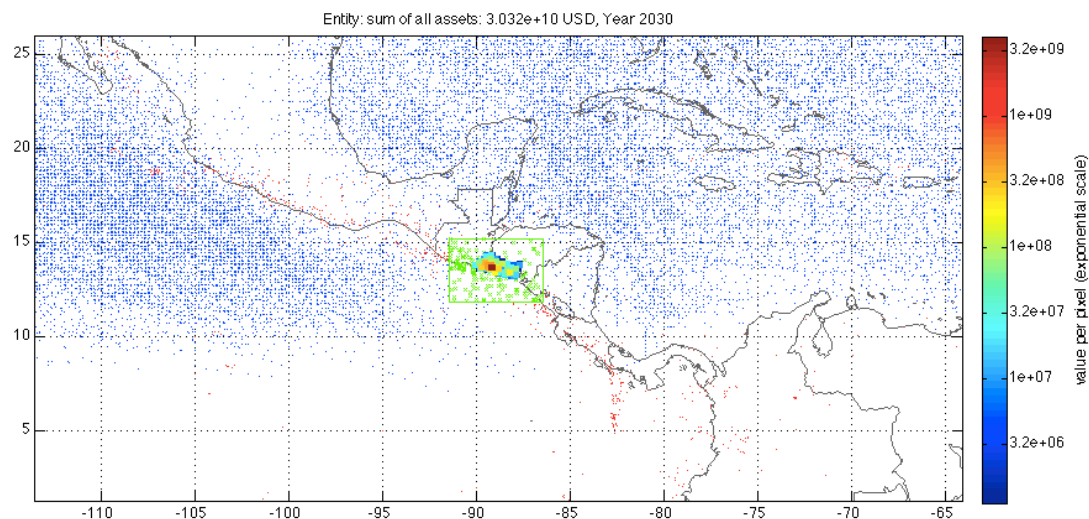 Entity: sum of all assets: 3.032e+10 USD, Year 2030
25
20
15
10
5
-110
-105
-100
-95
-90
-85
-80
-75
-70
-65
3.2e+09
1e+09
3.2e+08
1e+08
3.2e+07
1e+07
3.2e+06
value per pixel (exponential scale)